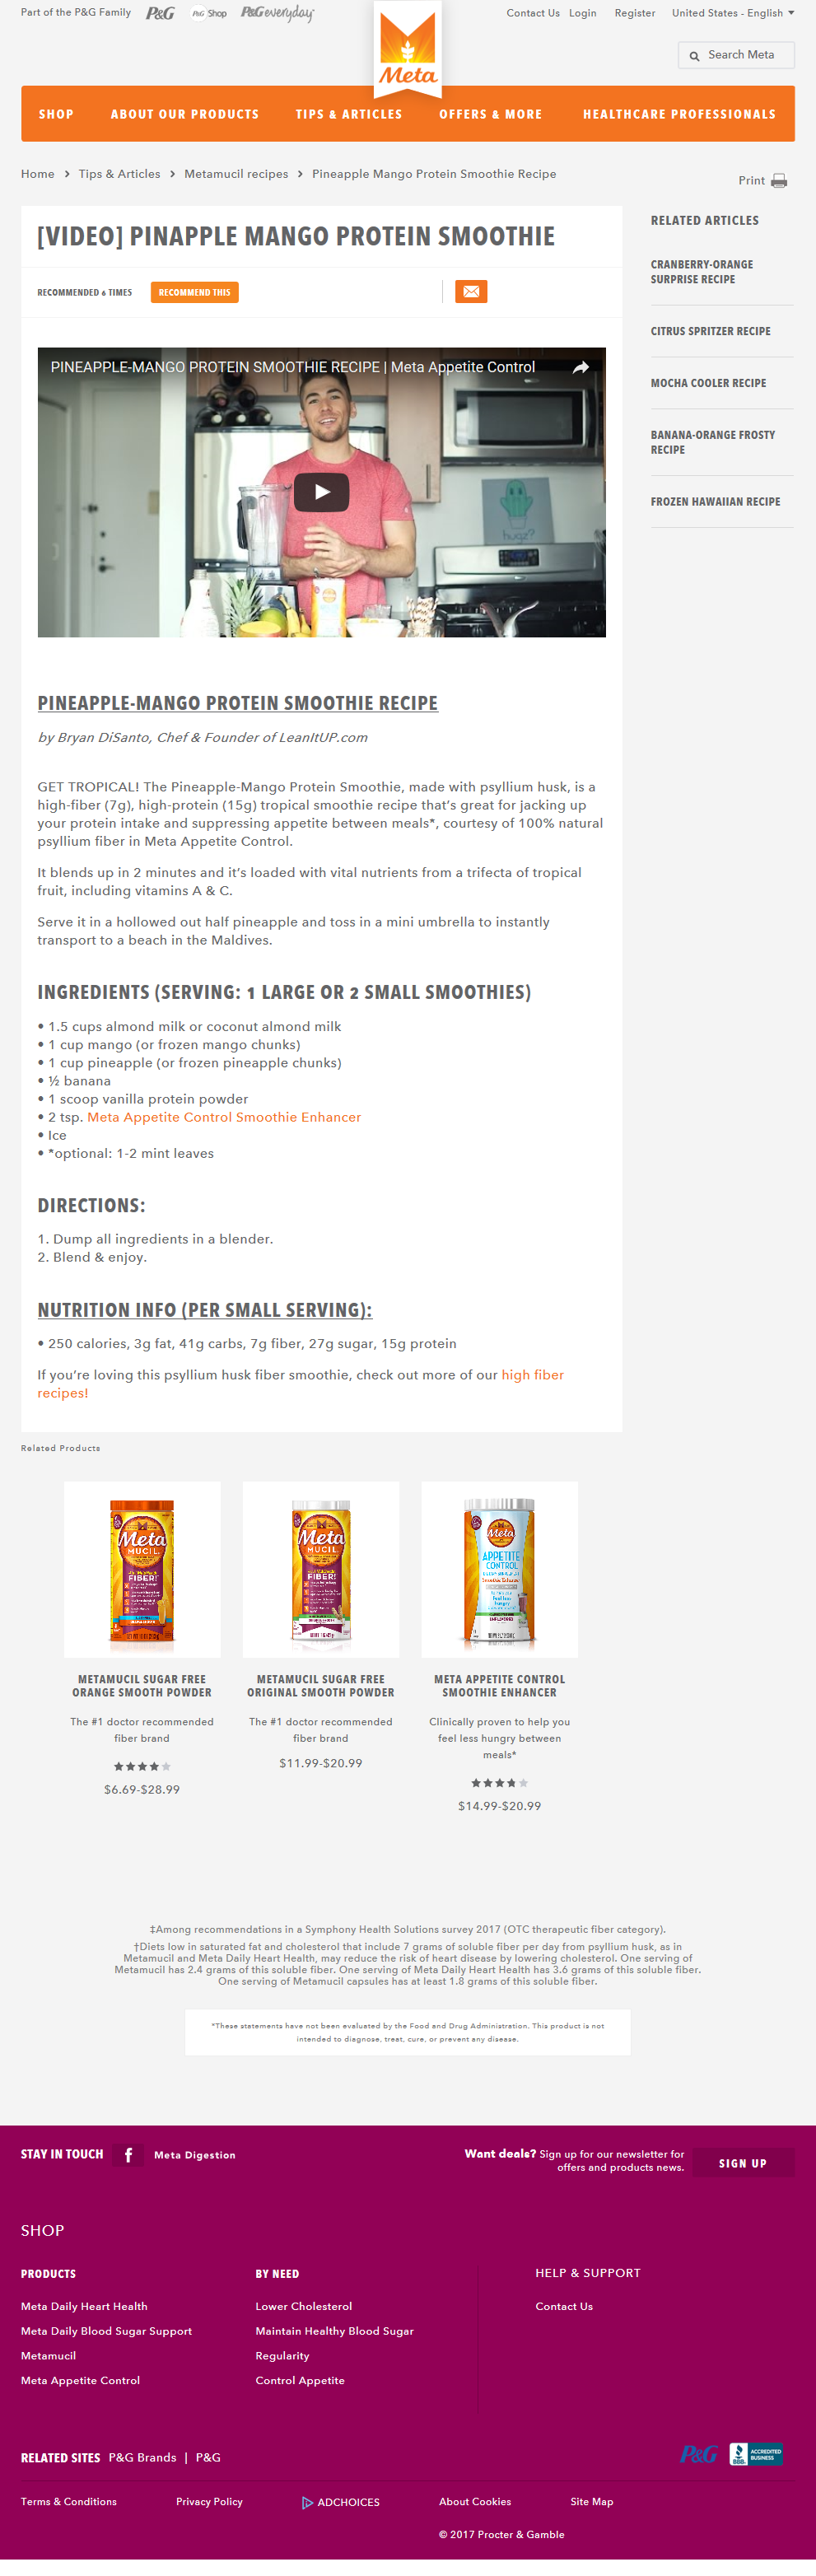 Part of the P&G Family P&G P&G Shop P&G everyday
Contact Us Login Register United States - English
Meta
Search Meta
SHOP ABOUT OUR PRODUCTS TIPS & ARTICLES OFFERS & MORE HEALTHCARE PROFESSIONALS
Home > Tips & Articles > Metamucil recipes > Pineapple Mango Protein Smoothie Recipe
Print
[VIDEO] PINAPPLE MANGO PROTEIN SMOOTHIE
RECOMMENDED 6 TIMES RECOMMEND THIS
PINEAPPLE-MANGO PROTEIN SMOOTHIE RECIPE | Meta Appetite Control
hugz?
RELATED ARTICLES
CRANBERRY-ORANGE
SURPRISE RECIPE
CITRUS SPRITZER RECIPE
MOCHA COOLER RECIPE
BANANA-ORANGE FROSTY
RECIPE
FROZEN HAWAIIAN RECIPE
PINEAPPLE-MANGO PROTEIN SMOOTHIE RECIPE
by Bryan DiSanto, Chef & Founder of LeanItUP.com
GET TROPICAL! The Pineapple-Mango Protein Smoothie, made with psyllium husk, is a
high-fiber (7g), high-protein (15g) tropical smoothie recipe that’s great for jacking up
your protein intake and suppressing appetite between meals*, courtesy of 100% natural
psyllium fiber in Meta Appetite Control.
It blends up in 2 minutes and it’s loaded with vital nutrients from a trifecta of tropical
fruit, including vitamins A & C.
Serve it in a hollowed out half pineapple and toss in a mini umbrella to instantly
transport to a beach in the Maldives.
INGREDIENTS (SERVING: 1 LARGE OR 2 SMALL SMOOTHIES)
• 1.5 cups almond milk or coconut almond milk
• 1 cup mango (or frozen mango chunks)
• 1 cup pineapple (or frozen pineapple chunks)
• ½ banana
• 1 scoop vanilla protein powder
• 2 tsp. Meta Appetite Control Smoothie Enhancer
• Ice
• *optional: 1-2 mint leaves
DIRECTIONS:
1. Dump all ingredients in a blender.
2. Blend & enjoy.
NUTRITION INFO (PER SMALL SERVING):
• 250 calories, 3g fat, 41g carbs, 7g fiber, 27g sugar, 15g protein
If you’re loving this psyllium husk fiber smoothie, check out more of our high fiber
recipes!
Related Products
Meta
MUCIL
FIBER!
Meta
MUCIL
FIBER!
Meta
APPETITE
CONTROL
METAMUCIL SUGAR FREE
ORANGE SMOOTH POWDER
The #1 doctor recommended
fiber brand
$6.69-$28.99
METAMUCIL SUGAR FREE
ORIGINAL SMOOTH POWDER
The #1 doctor recommended
fiber brand
$11.99-$20.99
META APPETITE CONTROL
SMOOTHIE ENHANCER
Clinically proven to help you
feel less hungry between
meals*
$14.99-$20.99
‡Among recommendations in a Symphony Health Solutions survey 2017 (OTC therapeutic fiber category).
†Diets low in saturated fat and cholesterol that include 7 grams of soluble fiber per day from psyllium husk, as in
Metamucil and Meta Daily Heart Health, may reduce the risk of heart disease by lowering cholesterol. One serving of
Metamucil has 2.4 grams of this soluble fiber. One serving of Meta Daily Heart Health has 3.6 grams of this soluble fiber.
One serving of Metamucil capsules has at least 1.8 grams of this soluble fiber.
*These statements have not been evaluated by the Food and Drug Administration. This product is not
intended to diagnose, treat, cure, or prevent any disease.
STAY IN TOUCH f Meta Digestion
Want deals? Sign up for our newsletter for
offers and products news.
SIGN UP
SHOP
PRODUCTS
Meta Daily Heart Health
Meta Daily Blood Sugar Support
Metamucil
Meta Appetite Control
BY NEED
Lower Cholesterol
Maintain Healthy Blood Sugar
Regularity
Control Appetite
HELP & SUPPORT
Contact Us
RELATED SITES P&G Brands | P&G
P&G BBB ACCREDITED
BUSINESS
Terms & Conditions Privacy Policy ADCHOICES About Cookies Site Map
© 2017 Procter & Gamble